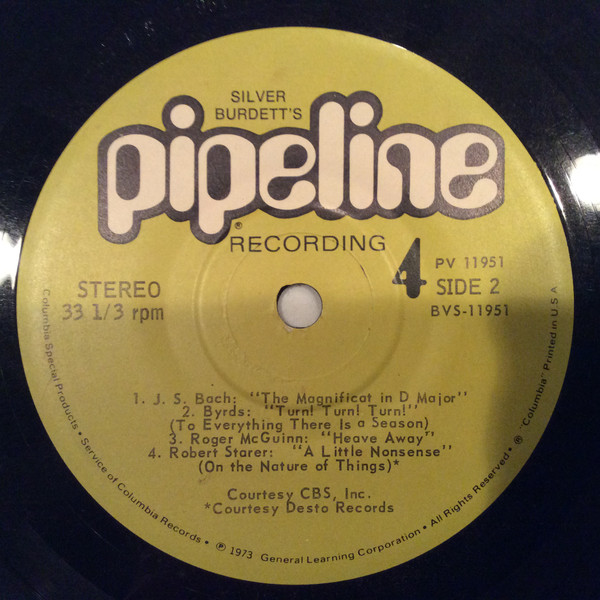 SILVER
BURDETT'S
pipeline
®
RECORDING
4
PV 11951
STEREO
SIDE 2
33 1/3 rpm
BVS-11951
1. J. S. Bach: "The Magnificat in D Major"
2. Byrds: "Turn! Turn! Turn!"
(To Everything There Is a Season)
3. Roger McGuinn: "Heave Away"
4. Robert Starer: "A Little Nonsense"
(On the Nature of Things)*
Courtesy CBS, Inc.
*Courtesy Desto Records
Columbia Special Products • Service of Columbia Records • ℗ 1973 General Learning Corporation • All Rights Reserved • ® "Columbia" Printed in U S A